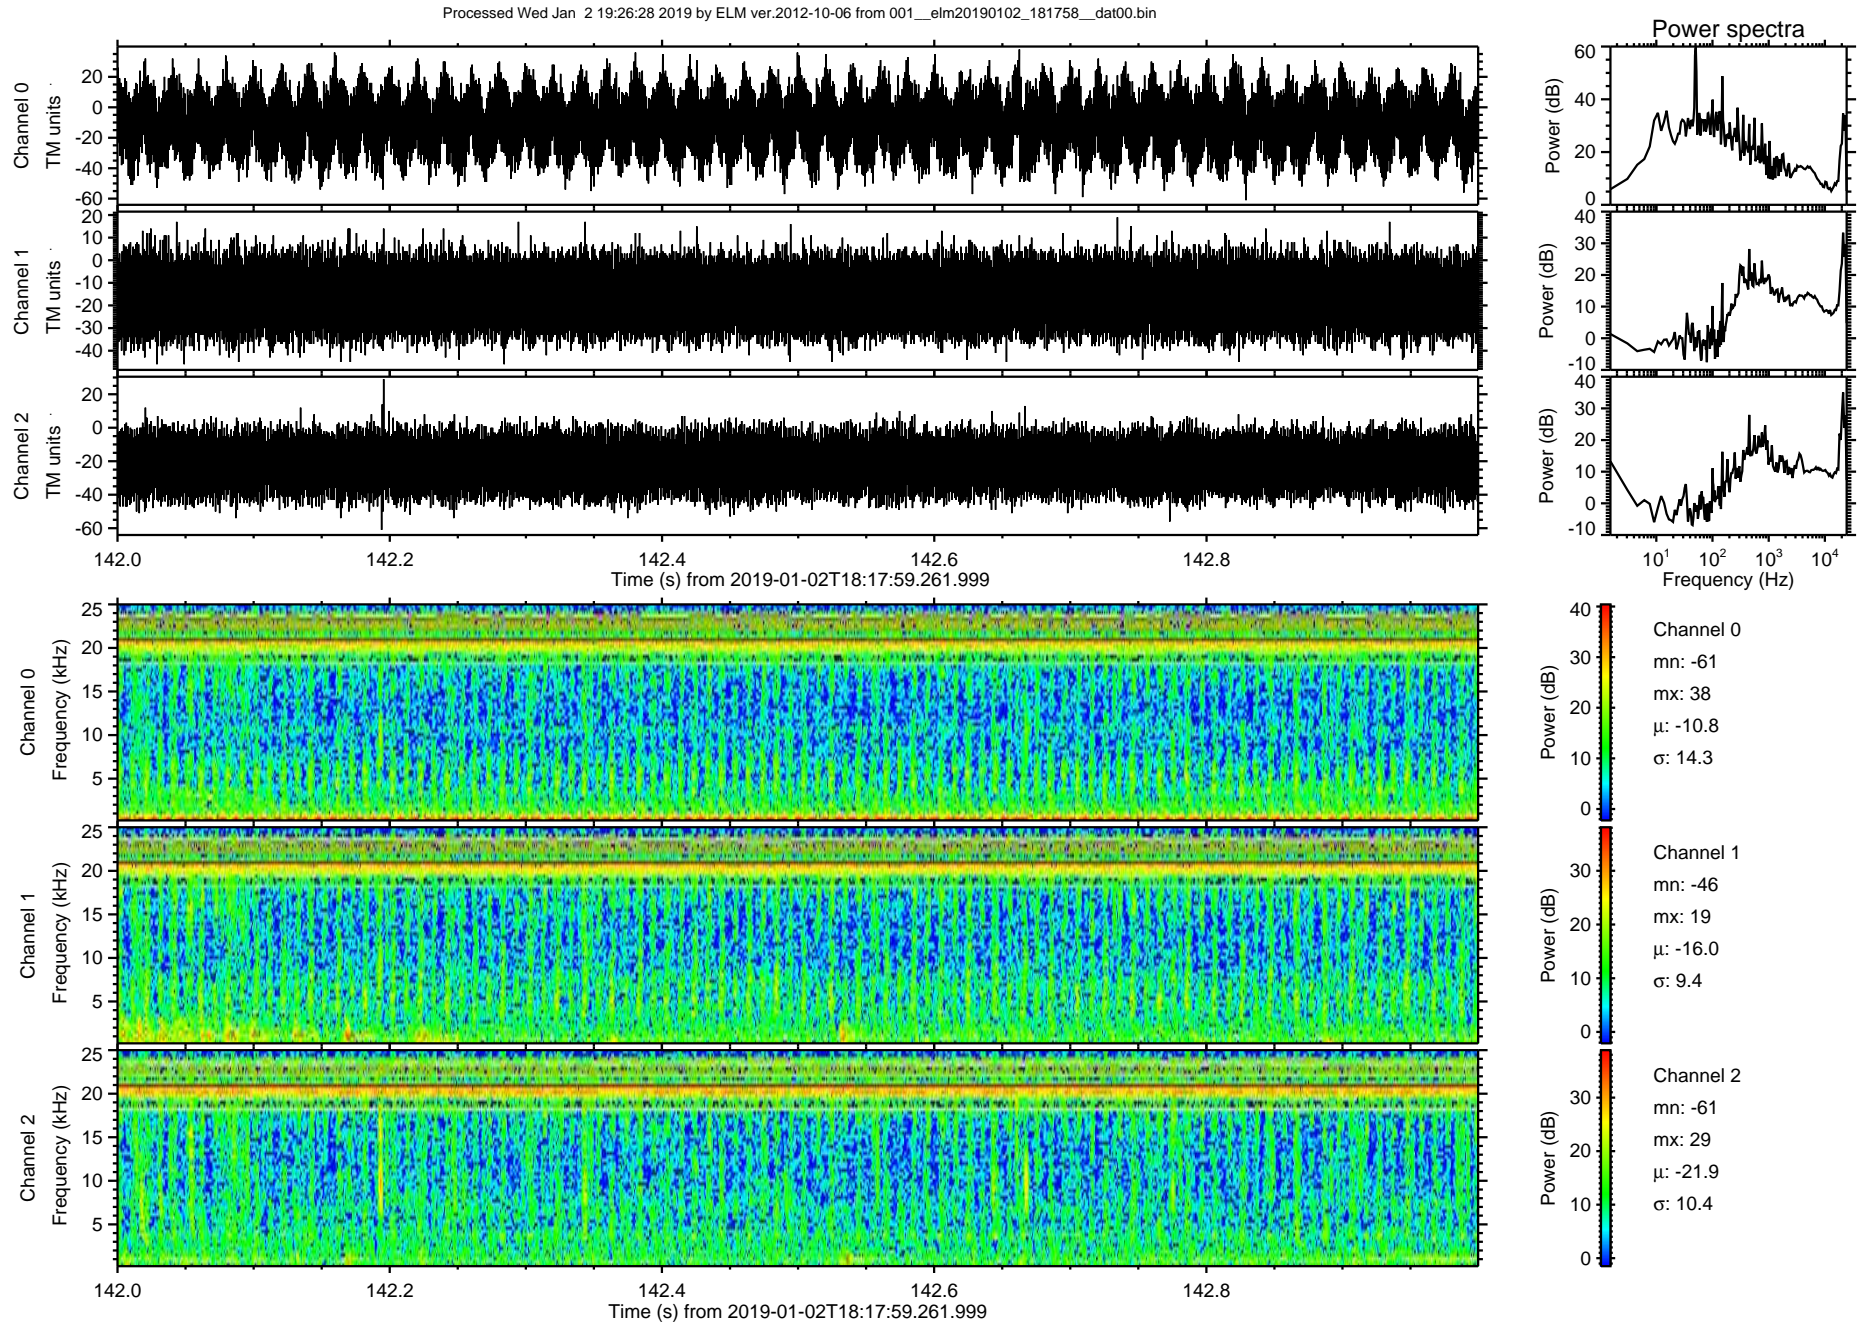 Processed Wed Jan  2 19:26:28 2019 by ELM ver.2012-10-06 from 001__elm20190102_181758__dat00.bin
Power spectra
Channel 0
TM units
20
0
-20
-40
-60
Power (dB)
60
40
20
0
Channel 1
TM units
20
10
0
-10
-20
-30
-40
Power (dB)
40
30
20
10
0
-10
Channel 2
TM units
20
0
-20
-40
-60
Power (dB)
40
30
20
10
0
-10
142.0 142.2 142.4 142.6 142.8
Time (s) from 2019-01-02T18:17:59.261.999
10¹ 10² 10³ 10⁴
Frequency (Hz)
Channel 0
Frequency (kHz)
25
20
15
10
5
Power (dB)
40
30
20
10
0
Channel 0
mn: -61
mx: 38
μ: -10.8
σ: 14.3
Channel 1
Frequency (kHz)
25
20
15
10
5
Power (dB)
30
20
10
0
Channel 1
mn: -46
mx: 19
μ: -16.0
σ: 9.4
Channel 2
Frequency (kHz)
25
20
15
10
5
Power (dB)
30
20
10
0
Channel 2
mn: -61
mx: 29
μ: -21.9
σ: 10.4
142.0 142.2 142.4 142.6 142.8
Time (s) from 2019-01-02T18:17:59.261.999